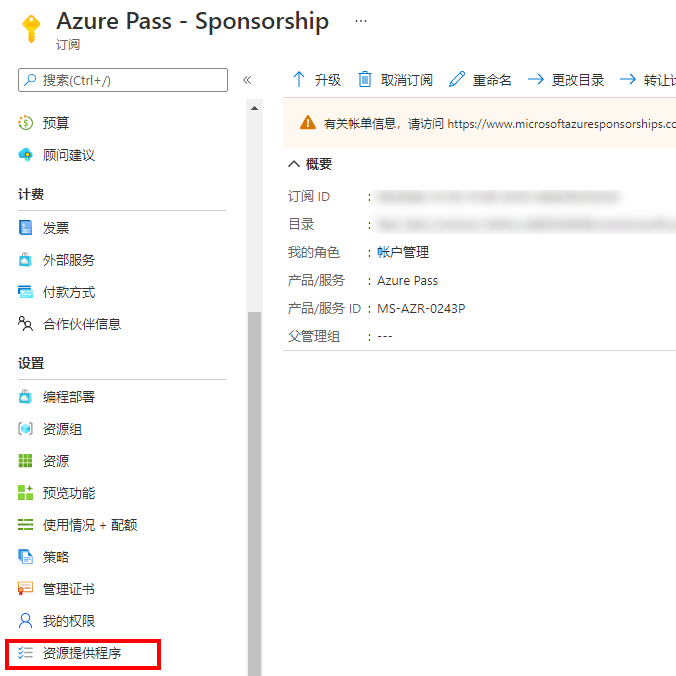 Azure Pass - Sponsorship ...
订阅
搜索(Ctrl+/)
«
预算
顾问建议
计费
发票
外部服务
付款方式
合作伙伴信息
设置
编程部署
资源组
资源
预览功能
使用情况 + 配额
策略
管理证书
我的权限
资源提供程序
升级 取消订阅 重命名 更改目录 转让
有关帐单信息，请访问 https://www.microsoftazuresponsorships.co
概要
订阅 ID :
目录 :
我的角色 : 帐户管理
产品/服务 : Azure Pass
产品/服务 ID : MS-AZR-0243P
父管理组 : ---